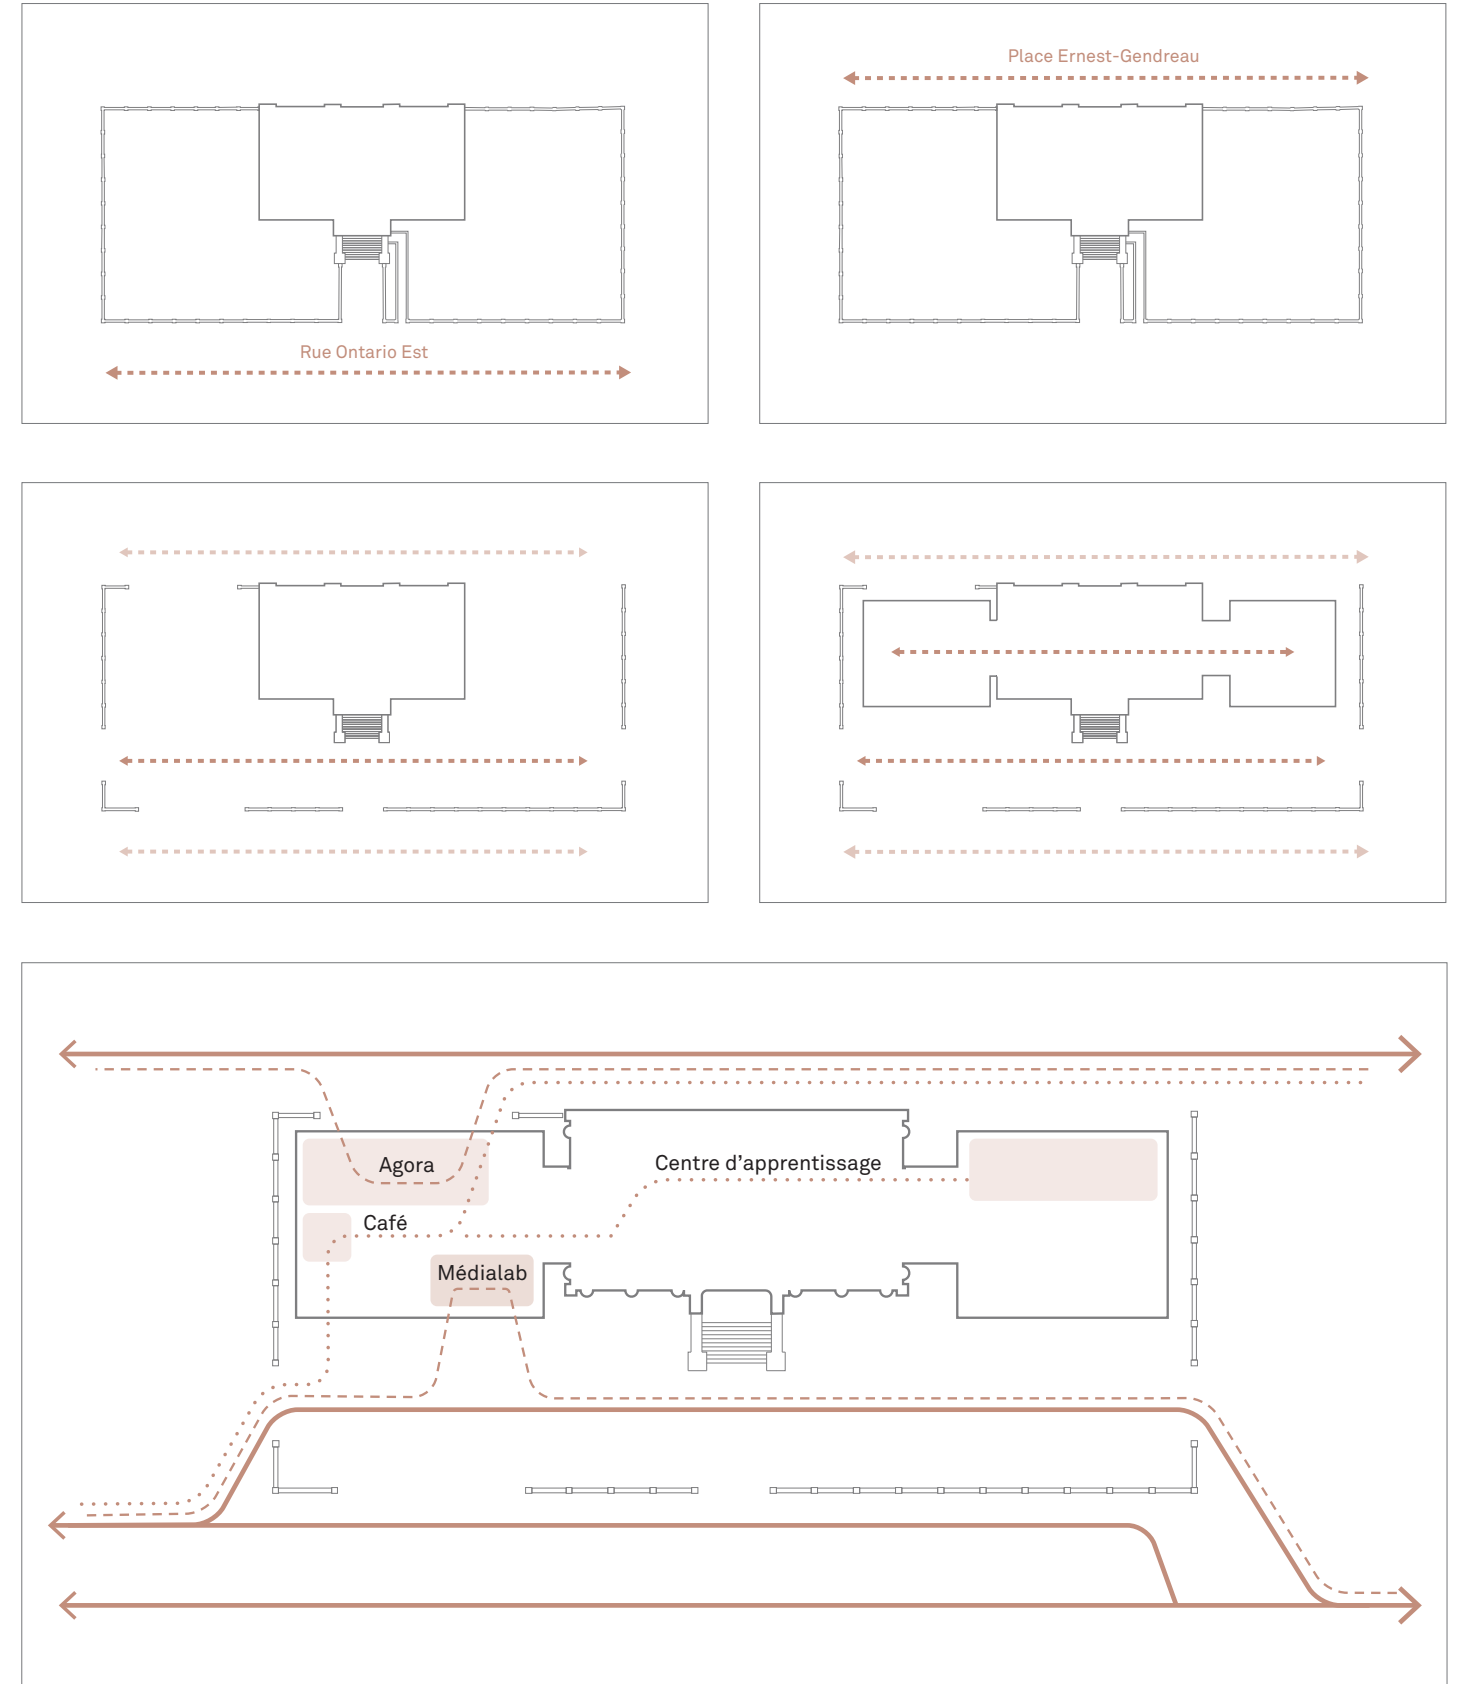 Rue Ontario Est
Place Ernest-Gendreau
Agora
Centre d'apprentissage
Café
Médialab